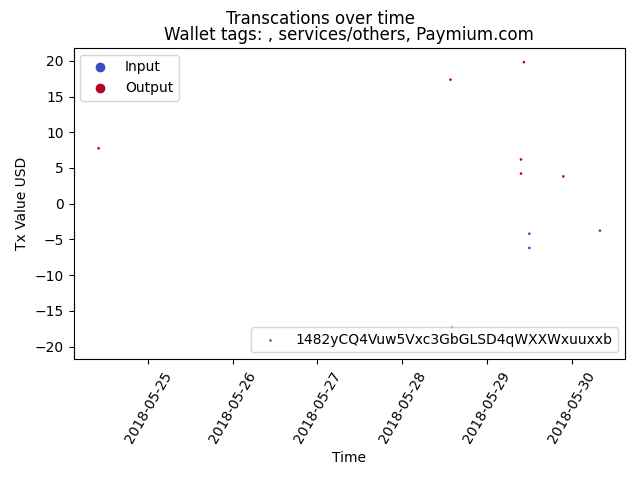 Transcations over time
Wallet tags: , services/others, Paymium.com
Input
Output
Tx Value USD
20
15
10
5
0
−5
−10
−15
−20
1482yCQ4Vuw5Vxc3GbGLSD4qWXXWxuuxxb
2018-05-25
2018-05-26
2018-05-27
2018-05-28
2018-05-29
2018-05-30
Time